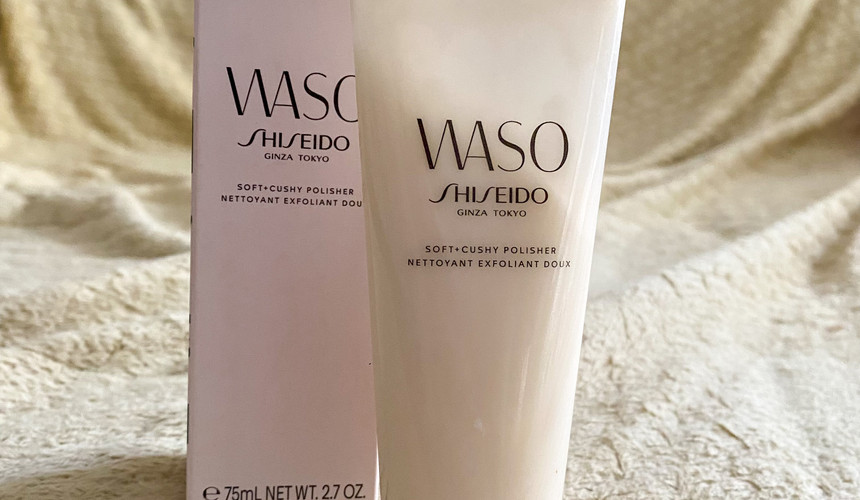 WASO
SHISEIDO
GINZA TOKYO
SOFT+CUSHY POLISHER
NETTOYANT EXFOLIANT
℮ 75mL NET WT. 2.7 OZ.
WASO
SHISEIDO
GINZA TOKYO
SOFT+CUSHY POLISHER
NETTOYANT EXFOLIANT DOUX